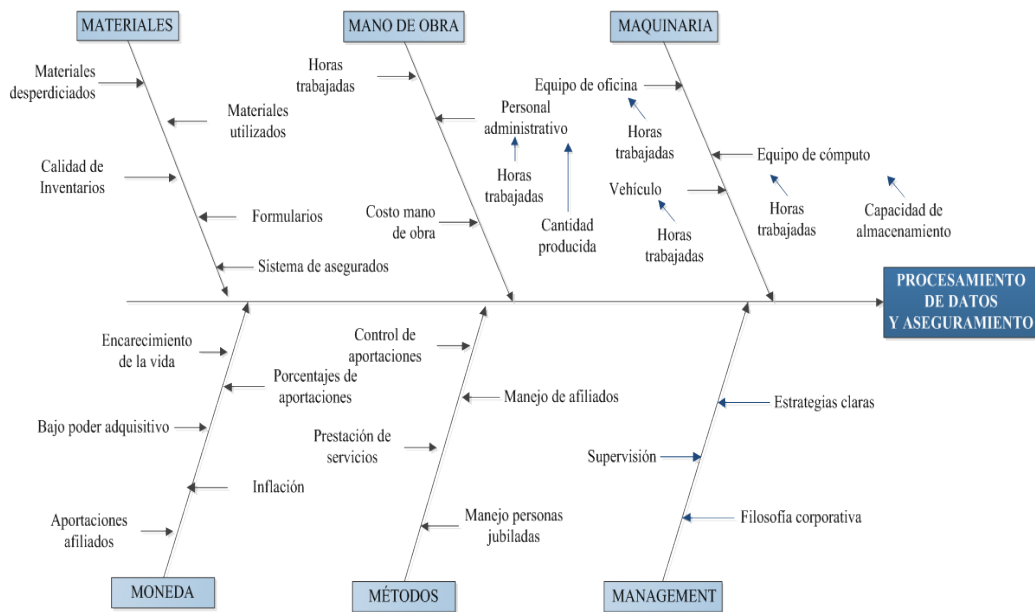 MATERIALES
MANO DE OBRA
MAQUINARIA
Materiales
desperdiciados
Materiales
utilizados
Calidad de
Inventarios
Formularios
Sistema de asegurados
Horas
trabajadas
Personal
administrativo
Horas
trabajadas
Cantidad
producida
Costo mano
de obra
Equipo de oficina
Horas
trabajadas
Equipo de cómputo
Vehículo
Horas
trabajadas
Horas
trabajadas
Capacidad de
almacenamiento
PROCESAMIENTO
DE DATOS
Y ASEGURAMIENTO
Encarecimiento
de la vida
Porcentajes de
aportaciones
Bajo poder adquisitivo
Inflación
Aportaciones
afiliados
Control de
aportaciones
Manejo de afiliados
Prestación de
servicios
Manejo personas
jubiladas
Estrategias claras
Supervisión
Filosofía corporativa
MONEDA
MÉTODOS
MANAGEMENT